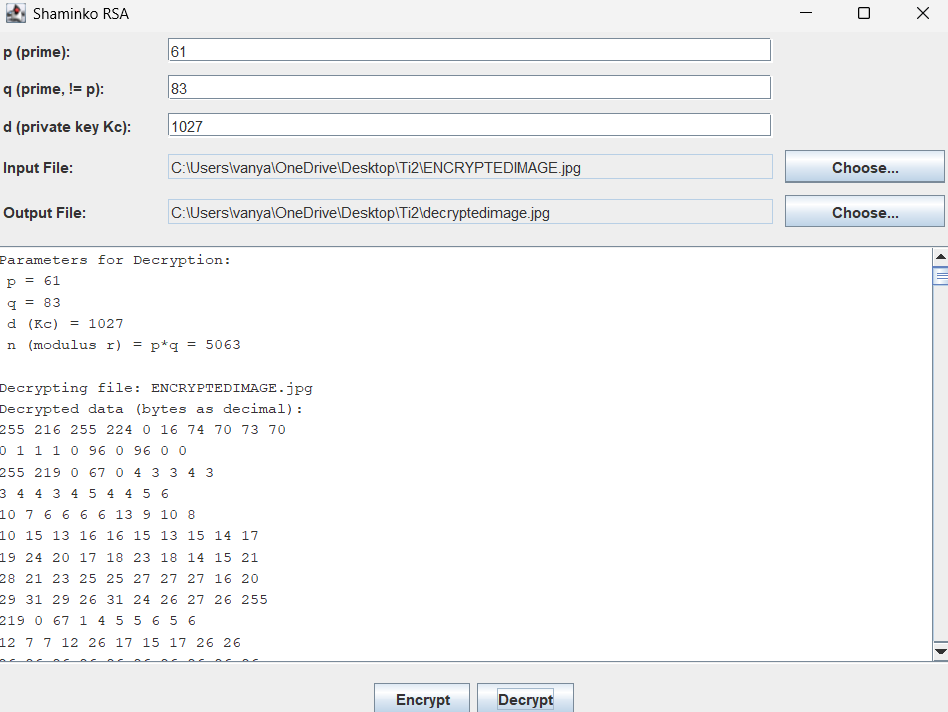 Shaminko RSA
p (prime): 61
q (prime, != p): 83
d (private key Kc): 1027
Input File: C:\Users\vanya\OneDrive\Desktop\Ti2\ENCRYPTEDIMAGE.jpg Choose...
Output File: C:\Users\vanya\OneDrive\Desktop\Ti2\decryptedimage.jpg Choose...
Parameters for Decryption:
p = 61
q = 83
d (Kc) = 1027
n (modulus r) = p*q = 5063
Decrypting file: ENCRYPTEDIMAGE.jpg
Decrypted data (bytes as decimal):
255 216 255 224 0 16 74 70 73 70
0 1 1 1 0 96 0 96 0 0
255 219 0 67 0 4 3 3 4 3
3 4 4 3 4 5 4 4 5 6
10 7 6 6 6 6 13 9 10 8
10 15 13 16 16 15 13 15 14 17
19 24 20 17 18 23 18 14 15 21
28 21 23 25 25 27 27 27 16 20
29 31 29 26 31 24 26 27 26 255
219 0 67 1 4 5 5 6 5 6
12 7 7 12 26 17 15 17 26 26
Encrypt Decrypt